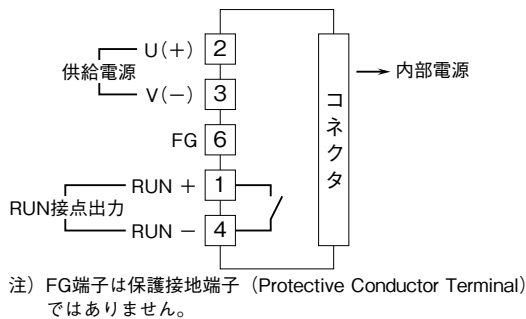 U(+) 2
供給電源
V(−) 3
→ 内部電源
FG 6
コネクタ
RUN + 1
RUN接点出力
RUN − 4
注）FG端子は保護接地端子（Protective Conductor Terminal）
ではありません。